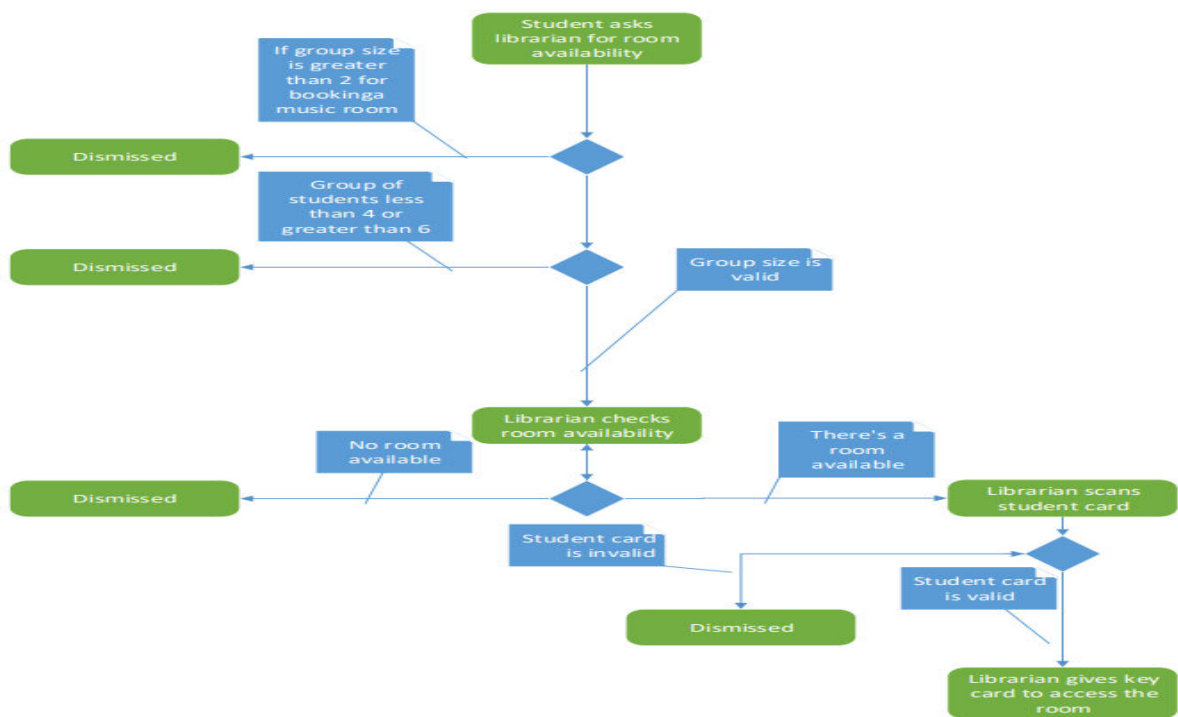 Student asks
librarian for room
availability
If group size
is greater
than 2 for
bookinga
music room
Dismissed
Group of
students less
than 4 or
greater than 6
Dismissed
Group size is
valid
Librarian checks
room availability
No room
available
There's a
room
available
Dismissed
Librarian scans
student card
Student card
is invalid
Student card
is valid
Dismissed
Librarian gives key
card to access the
room